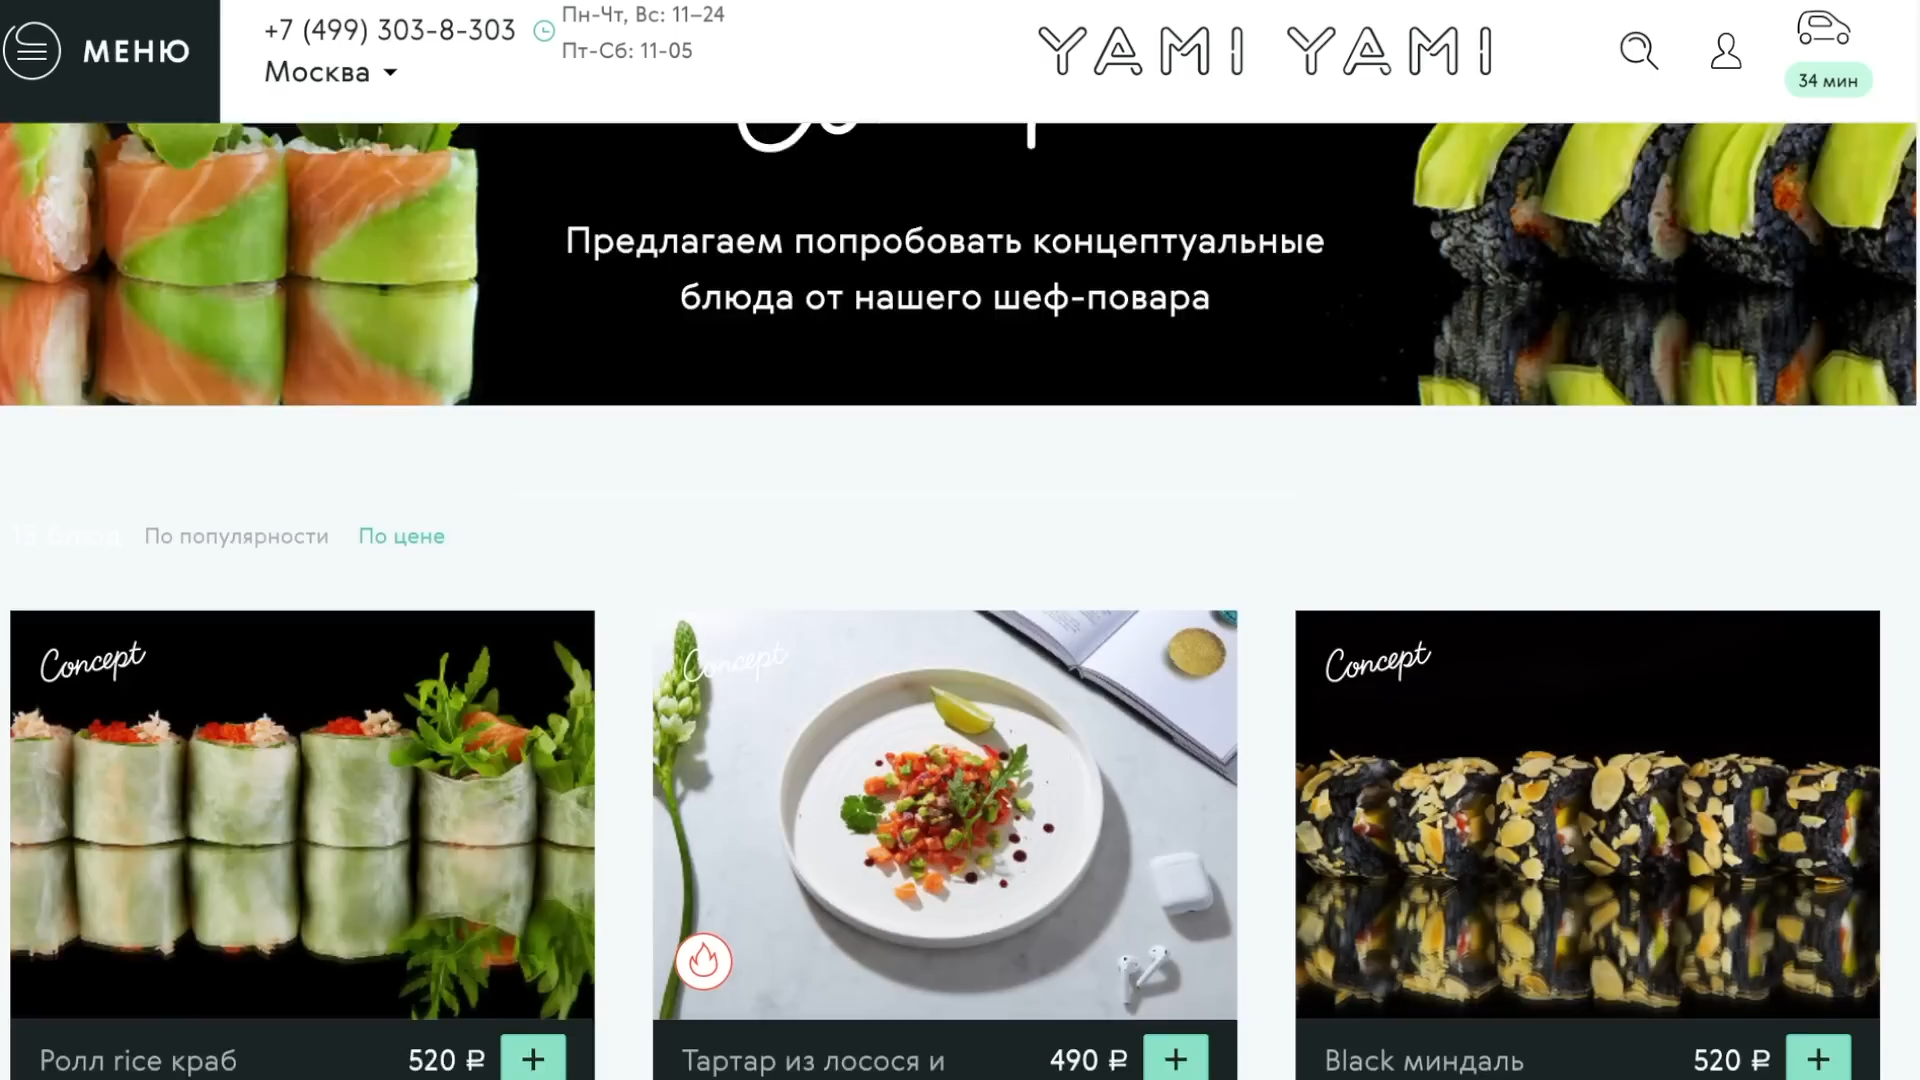 МЕНЮ
+7 (499) 303-8-303
Москва
Пн-Чт, Вс: 11–24
Пт-Сб: 11-05
YAMI YAMI
34 мин
Предлагаем попробовать концептуальные
блюда от нашего шеф-повара
15 блюд
По популярности
По цене
Concept
Concept
Concept
Ролл rice краб
520 ₽
+
Тартар из лосося и
490 ₽
+
Black миндаль
520 ₽
+